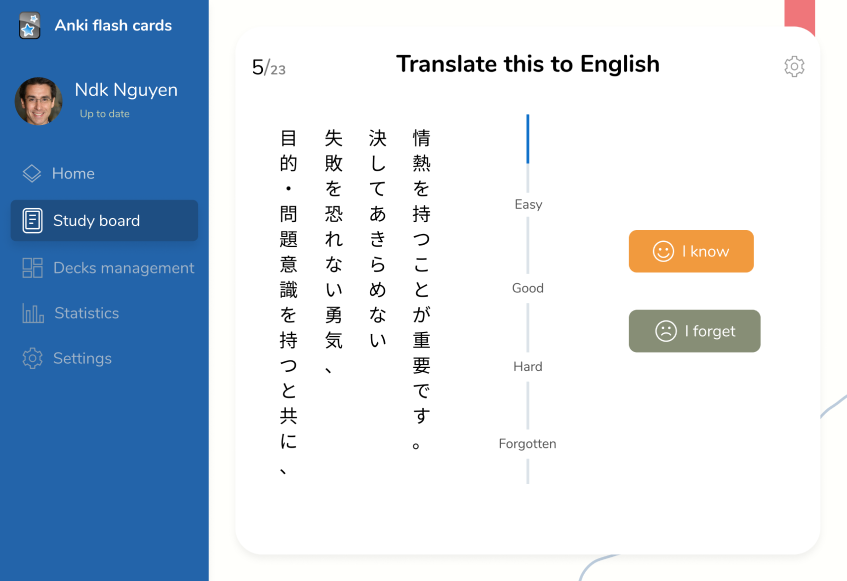 Anki flash cards
Ndk Nguyen
Up to date
Home
Study board
Decks management
Statistics
Settings
5/23
Translate this to English
目的・問題意識を持つと共に、
失敗を恐れない勇気、
決してあきらめない
情熱を持つことが重要です。
Easy
Good
Hard
Forgotten
I know
I forget